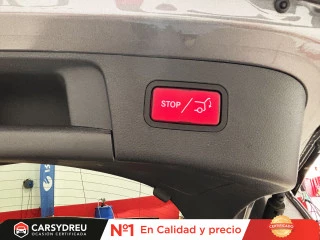 STOP /
CARSYDREU
OCASIÓN CERTIFICADA
Nº1 En Calidad y precio